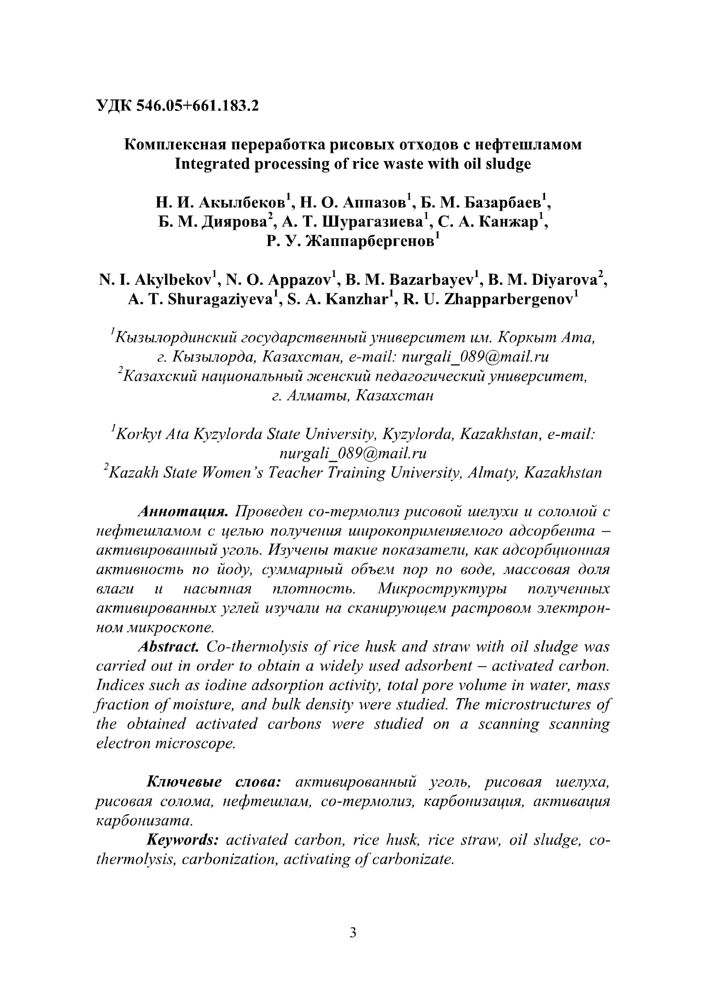 УДК 546.05+661.183.2
Комплексная переработка рисовых отходов с нефтешламом
Integrated processing of rice waste with oil sludge
Н. И. Акылбеков¹, Н. О. Аппазов¹, Б. М. Базарбаев¹,
Б. М. Диярова², А. Т. Шурагазиева¹, С. А. Канжар¹,
Р. У. Жаппарбергенов¹
N. I. Akylbekov¹, N. O. Appazov¹, B. M. Bazarbayev¹, B. M. Diyarova²,
A. T. Shuragaziyeva¹, S. A. Kanzhar¹, R. U. Zhapparbergenov¹
¹Кызылординский государственный университет им. Коркыт Ата,
г. Кызылорда, Казахстан, e-mail: nurgali_089@mail.ru
²Казахский национальный женский педагогический университет,
г. Алматы, Казахстан
¹Korkyt Ata Kyzylorda State University, Kyzylorda, Kazakhstan, e-mail:
nurgali_089@mail.ru
²Kazakh State Women’s Teacher Training University, Almaty, Kazakhstan
Аннотация. Проведен со-термолиз рисовой шелухи и соломой с
нефтешламом с целью получения широкоприменяемого адсорбента –
активированный уголь. Изучены такие показатели, как адсорбционная
активность по йоду, суммарный объем пор по воде, массовая доля
влаги и насыпная плотность. Микроструктуры полученных
активированных углей изучали на сканирующем растровом электрон-
ном микроскопе.
Abstract. Co-thermolysis of rice husk and straw with oil sludge was
carried out in order to obtain a widely used adsorbent – activated carbon.
Indices such as iodine adsorption activity, total pore volume in water, mass
fraction of moisture, and bulk density were studied. The microstructures of
the obtained activated carbons were studied on a scanning scanning
electron microscope.
Ключевые слова: активированный уголь, рисовая шелуха,
рисовая солома, нефтешлам, со-термолиз, карбонизация, активация
карбонизата.
Keywords: activated carbon, rice husk, rice straw, oil sludge, co-
thermolysis, carbonization, activating of carbonizate.
3